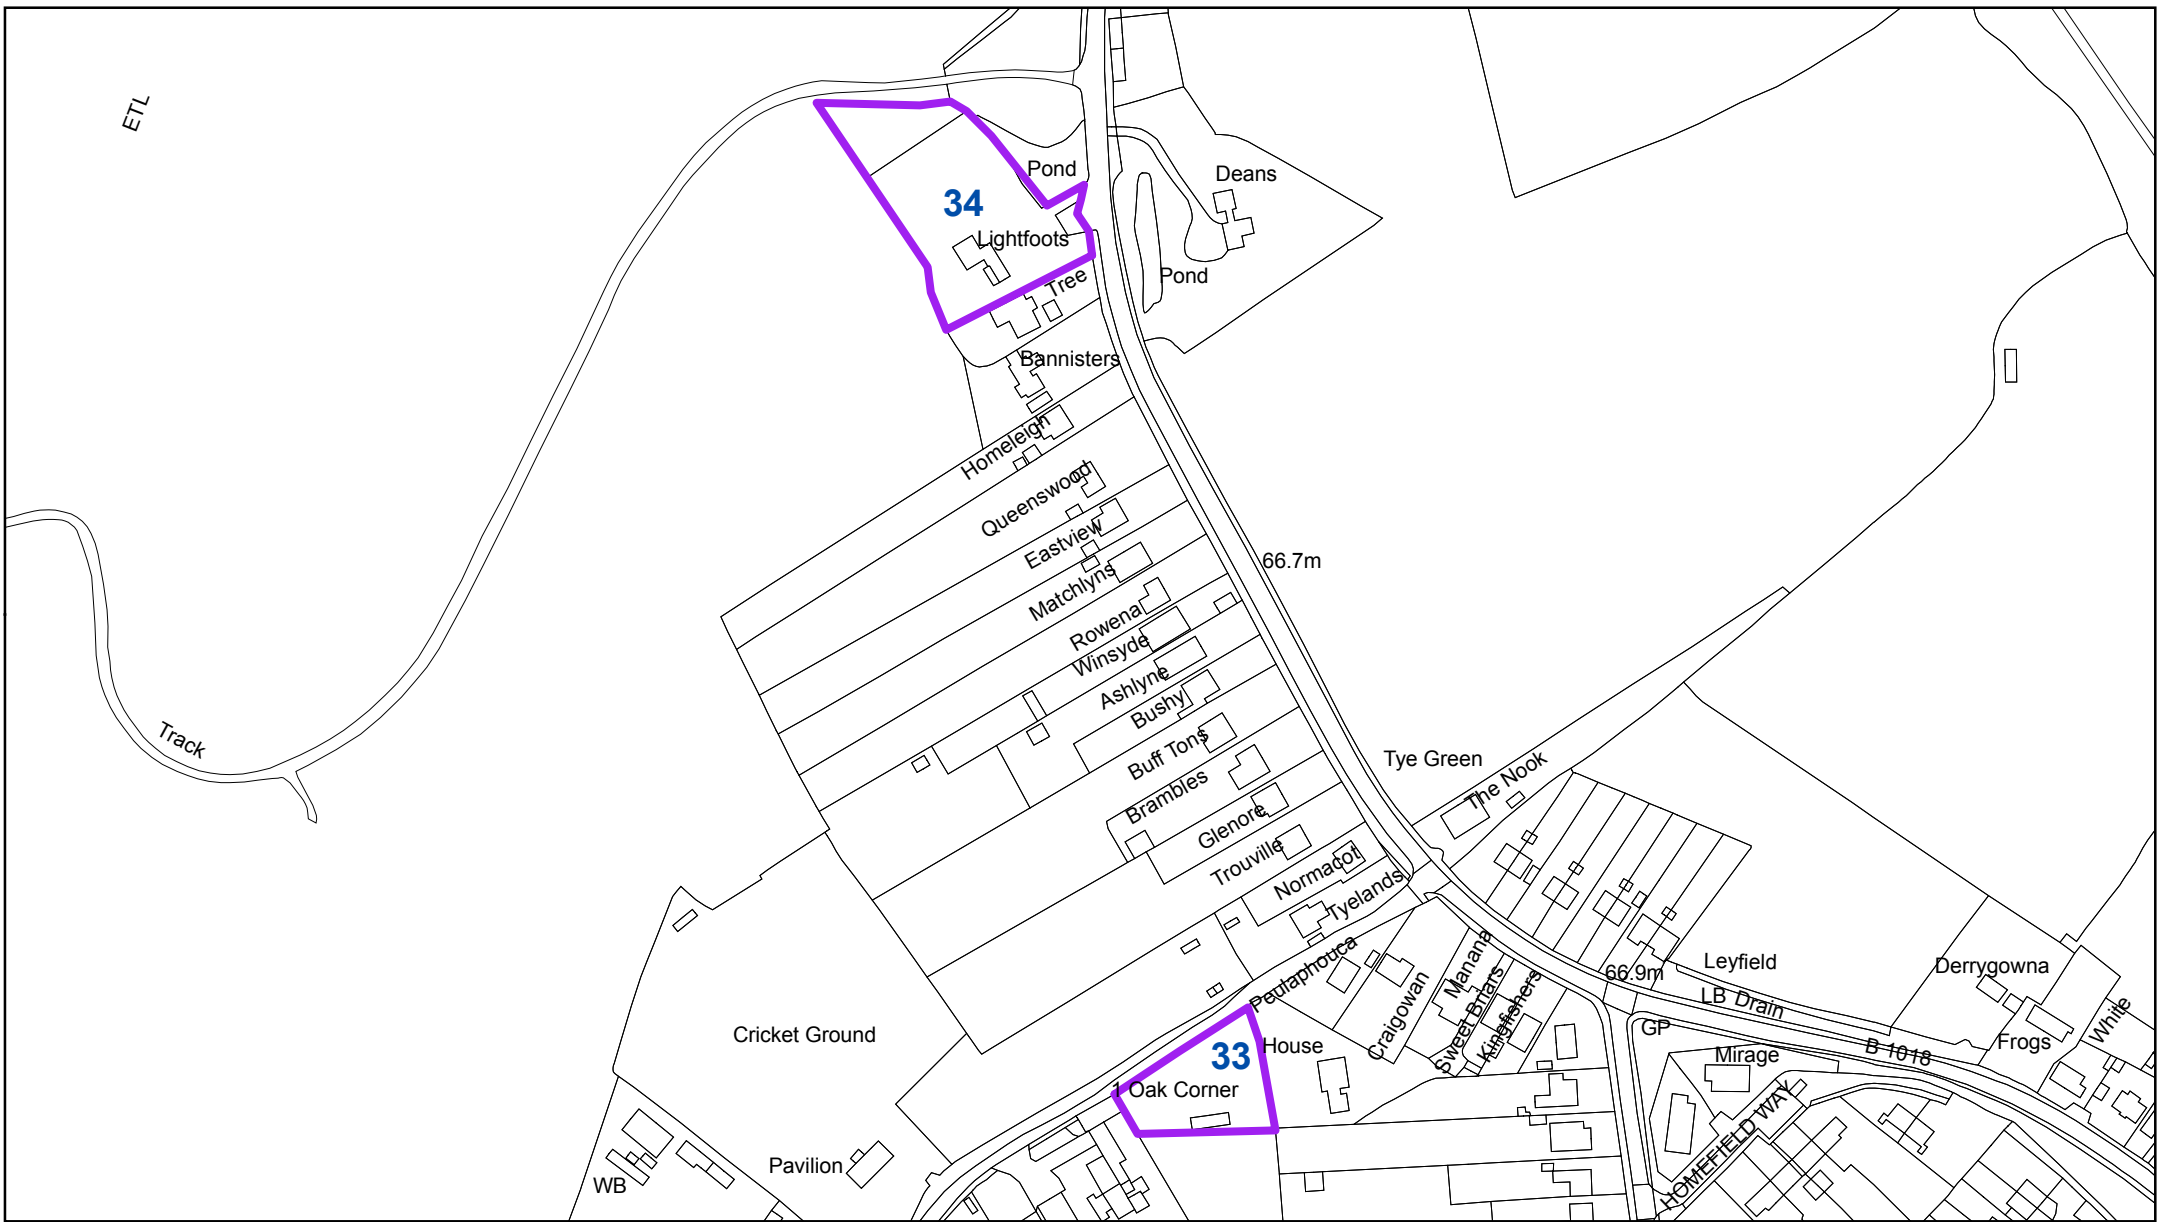 ETL
Pond
Deans
34
Lightfoots
Tree
Pond
Bannisters
Homeleigh
Queenswood
Eastview
66.7m
Matchlyns
Rowena
Winsyde
Ashlyne
Bushy
Track
Buff Tons
Tye Green
The Nook
Brambles
Glenore
Trouville
Normacot
Tyelands
Peulaphouca
Manana
Craigowan
Sweet Briars
Kingfishers
66.9m
Leyfield
LB
Drain
Derrygowna
Cricket Ground
House
33
GP
Mirage
B 1018
Frogs
White
1 Oak Corner
HOMEFIELD WAY
Pavilion
WB